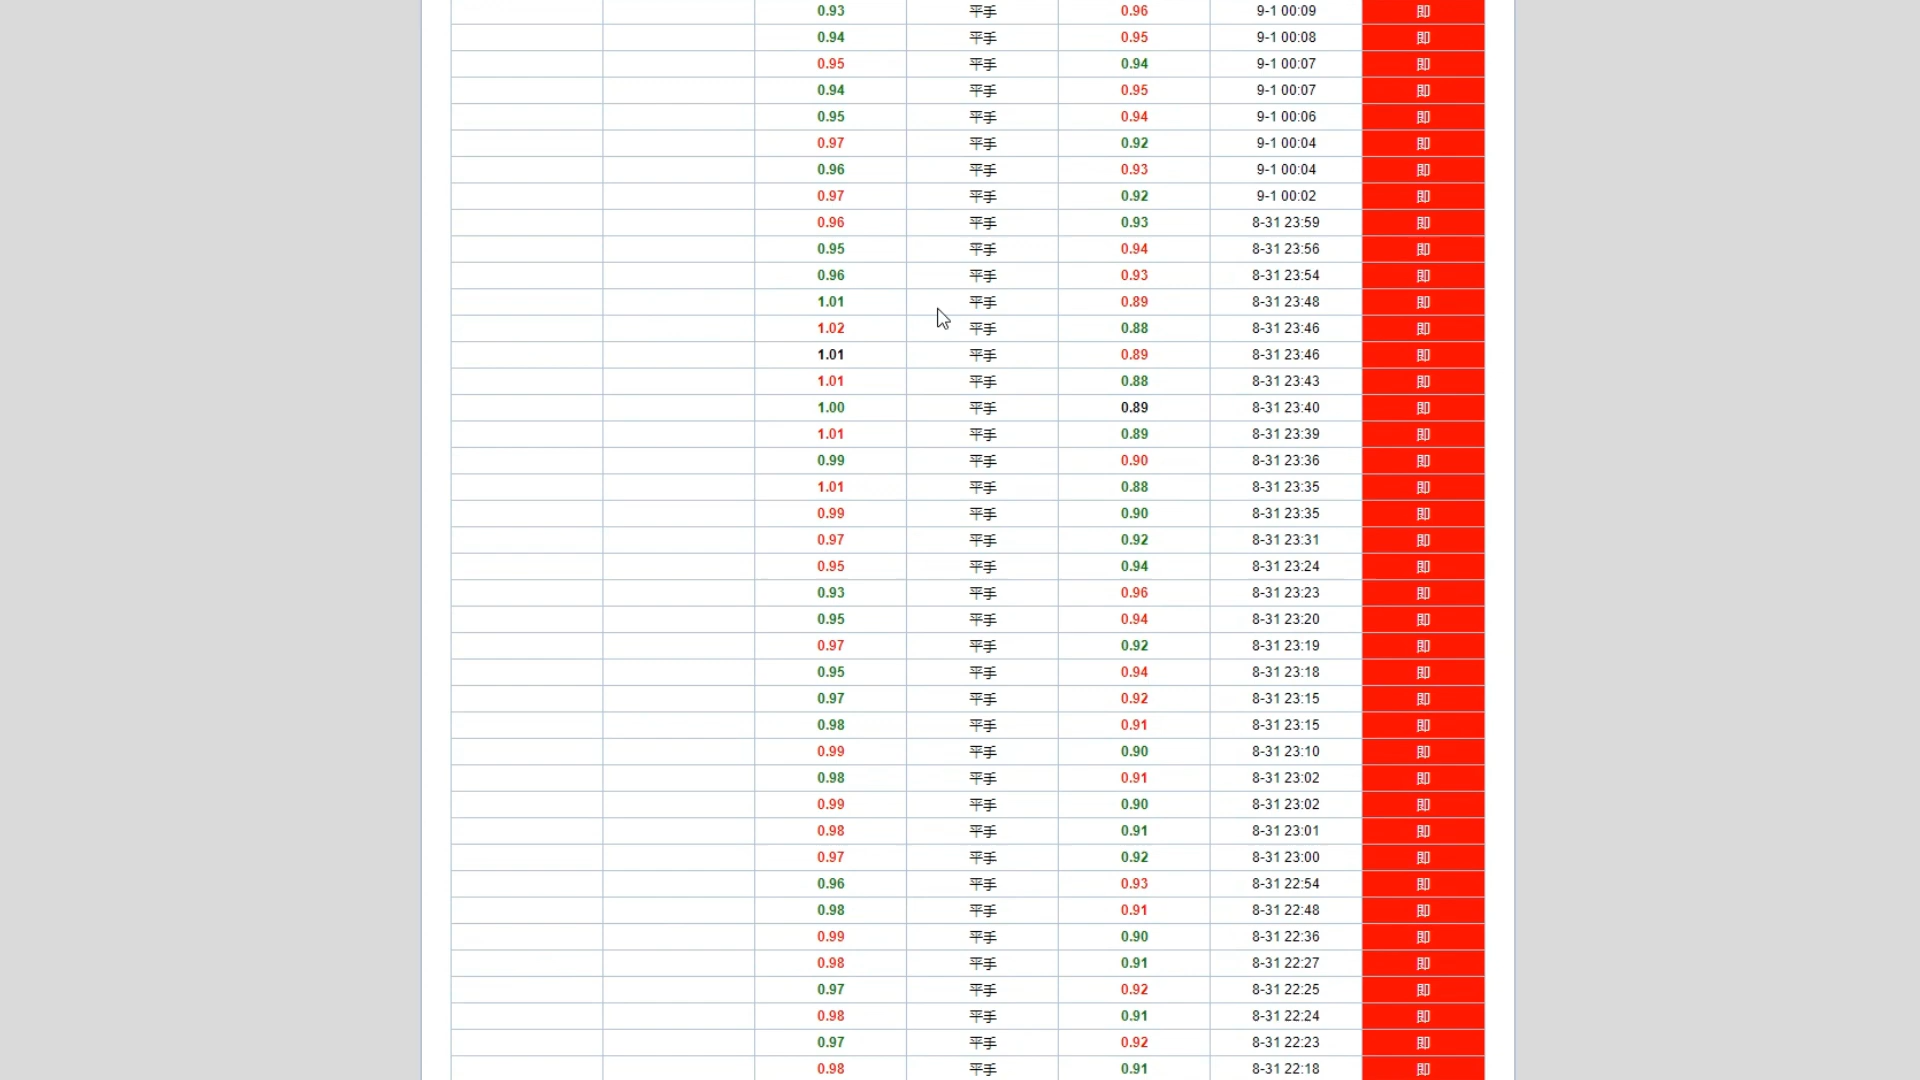 0.93 平手 0.96 9-1 00:09 即
0.94 平手 0.95 9-1 00:08 即
0.95 平手 0.94 9-1 00:07 即
0.94 平手 0.95 9-1 00:07 即
0.95 平手 0.94 9-1 00:06 即
0.97 平手 0.92 9-1 00:04 即
0.96 平手 0.93 9-1 00:04 即
0.97 平手 0.92 9-1 00:02 即
0.96 平手 0.93 8-31 23:59 即
0.95 平手 0.94 8-31 23:56 即
0.96 平手 0.93 8-31 23:54 即
1.01 平手 0.89 8-31 23:48 即
1.02 平手 0.88 8-31 23:46 即
1.01 平手 0.89 8-31 23:46 即
1.01 平手 0.88 8-31 23:43 即
1.00 平手 0.89 8-31 23:40 即
1.01 平手 0.89 8-31 23:39 即
0.99 平手 0.90 8-31 23:36 即
1.01 平手 0.88 8-31 23:35 即
0.99 平手 0.90 8-31 23:35 即
0.97 平手 0.92 8-31 23:31 即
0.95 平手 0.94 8-31 23:24 即
0.93 平手 0.96 8-31 23:23 即
0.95 平手 0.94 8-31 23:20 即
0.97 平手 0.92 8-31 23:19 即
0.95 平手 0.94 8-31 23:18 即
0.97 平手 0.92 8-31 23:15 即
0.98 平手 0.91 8-31 23:15 即
0.99 平手 0.90 8-31 23:10 即
0.98 平手 0.91 8-31 23:02 即
0.99 平手 0.90 8-31 23:02 即
0.98 平手 0.91 8-31 23:01 即
0.97 平手 0.92 8-31 23:00 即
0.96 平手 0.93 8-31 22:54 即
0.98 平手 0.91 8-31 22:48 即
0.99 平手 0.90 8-31 22:36 即
0.98 平手 0.91 8-31 22:27 即
0.97 平手 0.92 8-31 22:25 即
0.98 平手 0.91 8-31 22:24 即
0.97 平手 0.92 8-31 22:23 即
0.98 平手 0.91 8-31 22:18 即